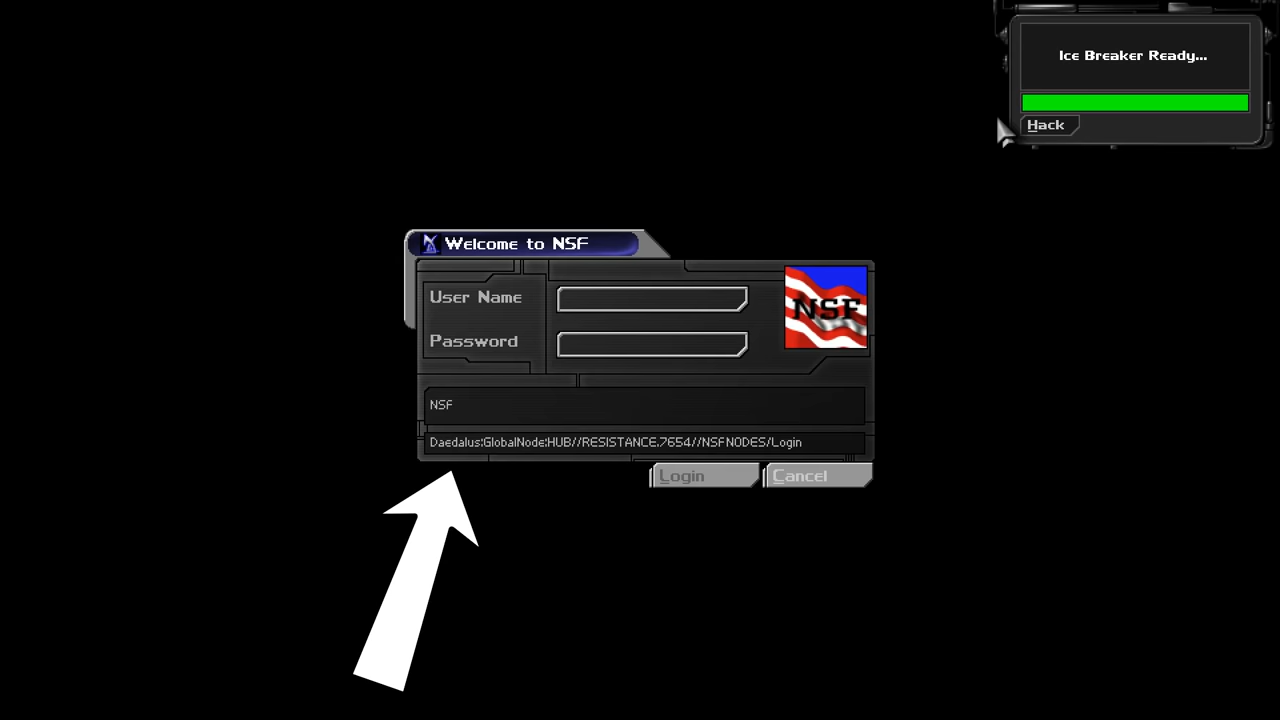 Ice Breaker Ready...
Hack
Welcome to NSF
User Name
NSF
Password
NSF
Daedalus:GlobalNode:HUB//RESISTANCE.7654//NSFNODES/Login
Login
Cancel